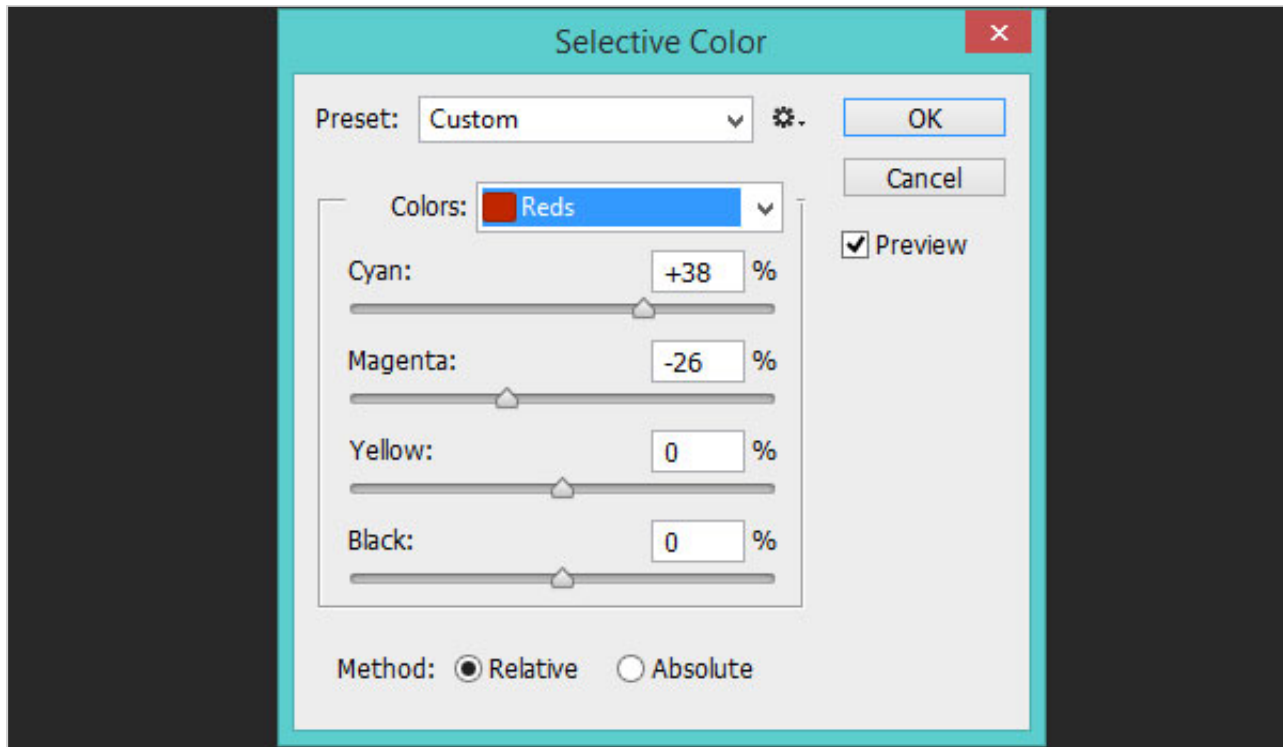 Selective Color
Preset: Custom
OK
Cancel
Colors: Reds
Preview
Cyan: +38 %
Magenta: -26 %
Yellow: 0 %
Black: 0 %
Method: Relative Absolute